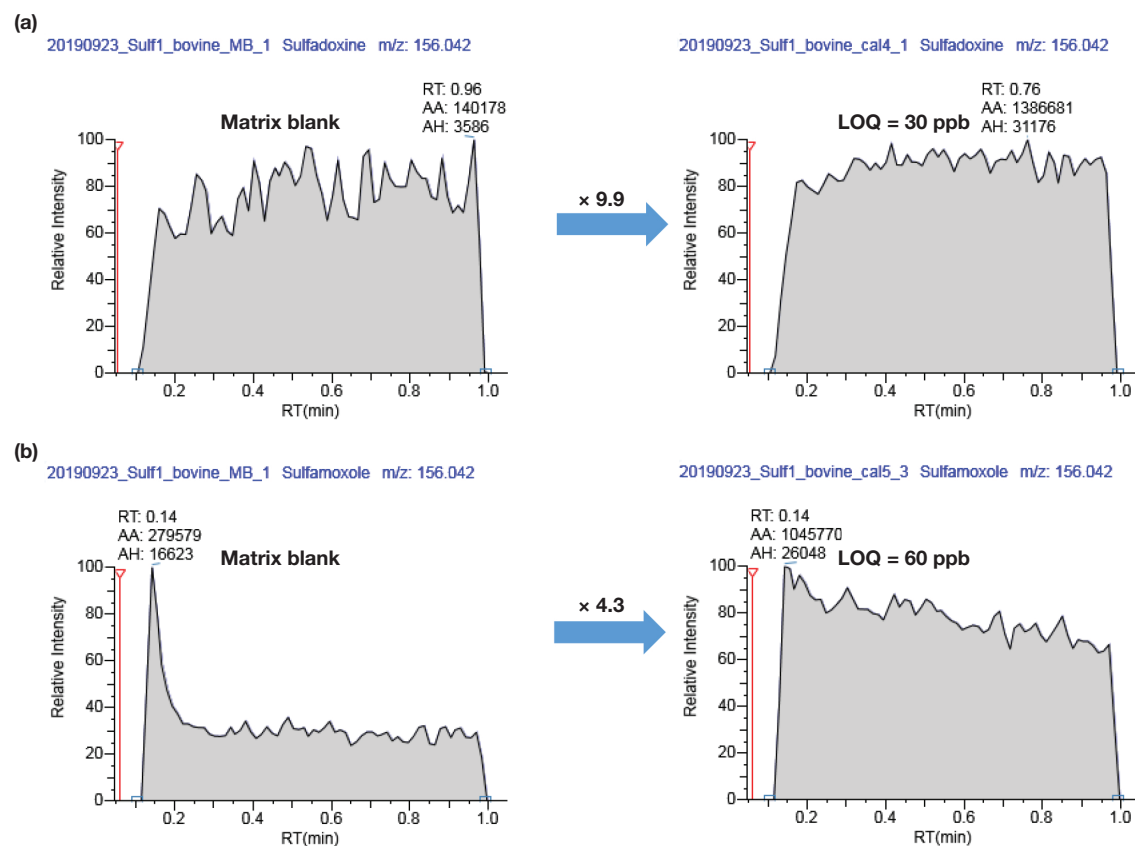 (a)
20190923_Sulf1_bovine_MB_1 Sulfadoxine m/z: 156.042
RT: 0.96
AA: 140178
AH: 3586
Matrix blank
100
80
60
40
20
0
Relative Intensity
0.2 0.4 0.6 0.8 1.0
RT(min)
× 9.9
20190923_Sulf1_bovine_cal4_1 Sulfadoxine m/z: 156.042
RT: 0.76
AA: 1386681
AH: 31176
LOQ = 30 ppb
100
80
60
40
20
0
Relative Intensity
0.2 0.4 0.6 0.8 1.0
RT(min)
(b)
20190923_Sulf1_bovine_MB_1 Sulfamoxole m/z: 156.042
RT: 0.14
AA: 279579
AH: 16623
Matrix blank
100
80
60
40
20
0
Relative Intensity
0.2 0.4 0.6 0.8 1.0
RT(min)
× 4.3
20190923_Sulf1_bovine_cal5_3 Sulfamoxole m/z: 156.042
RT: 0.14
AA: 1045770
AH: 26048
LOQ = 60 ppb
100
80
60
40
20
0
Relative Intensity
0.2 0.4 0.6 0.8 1.0
RT(min)